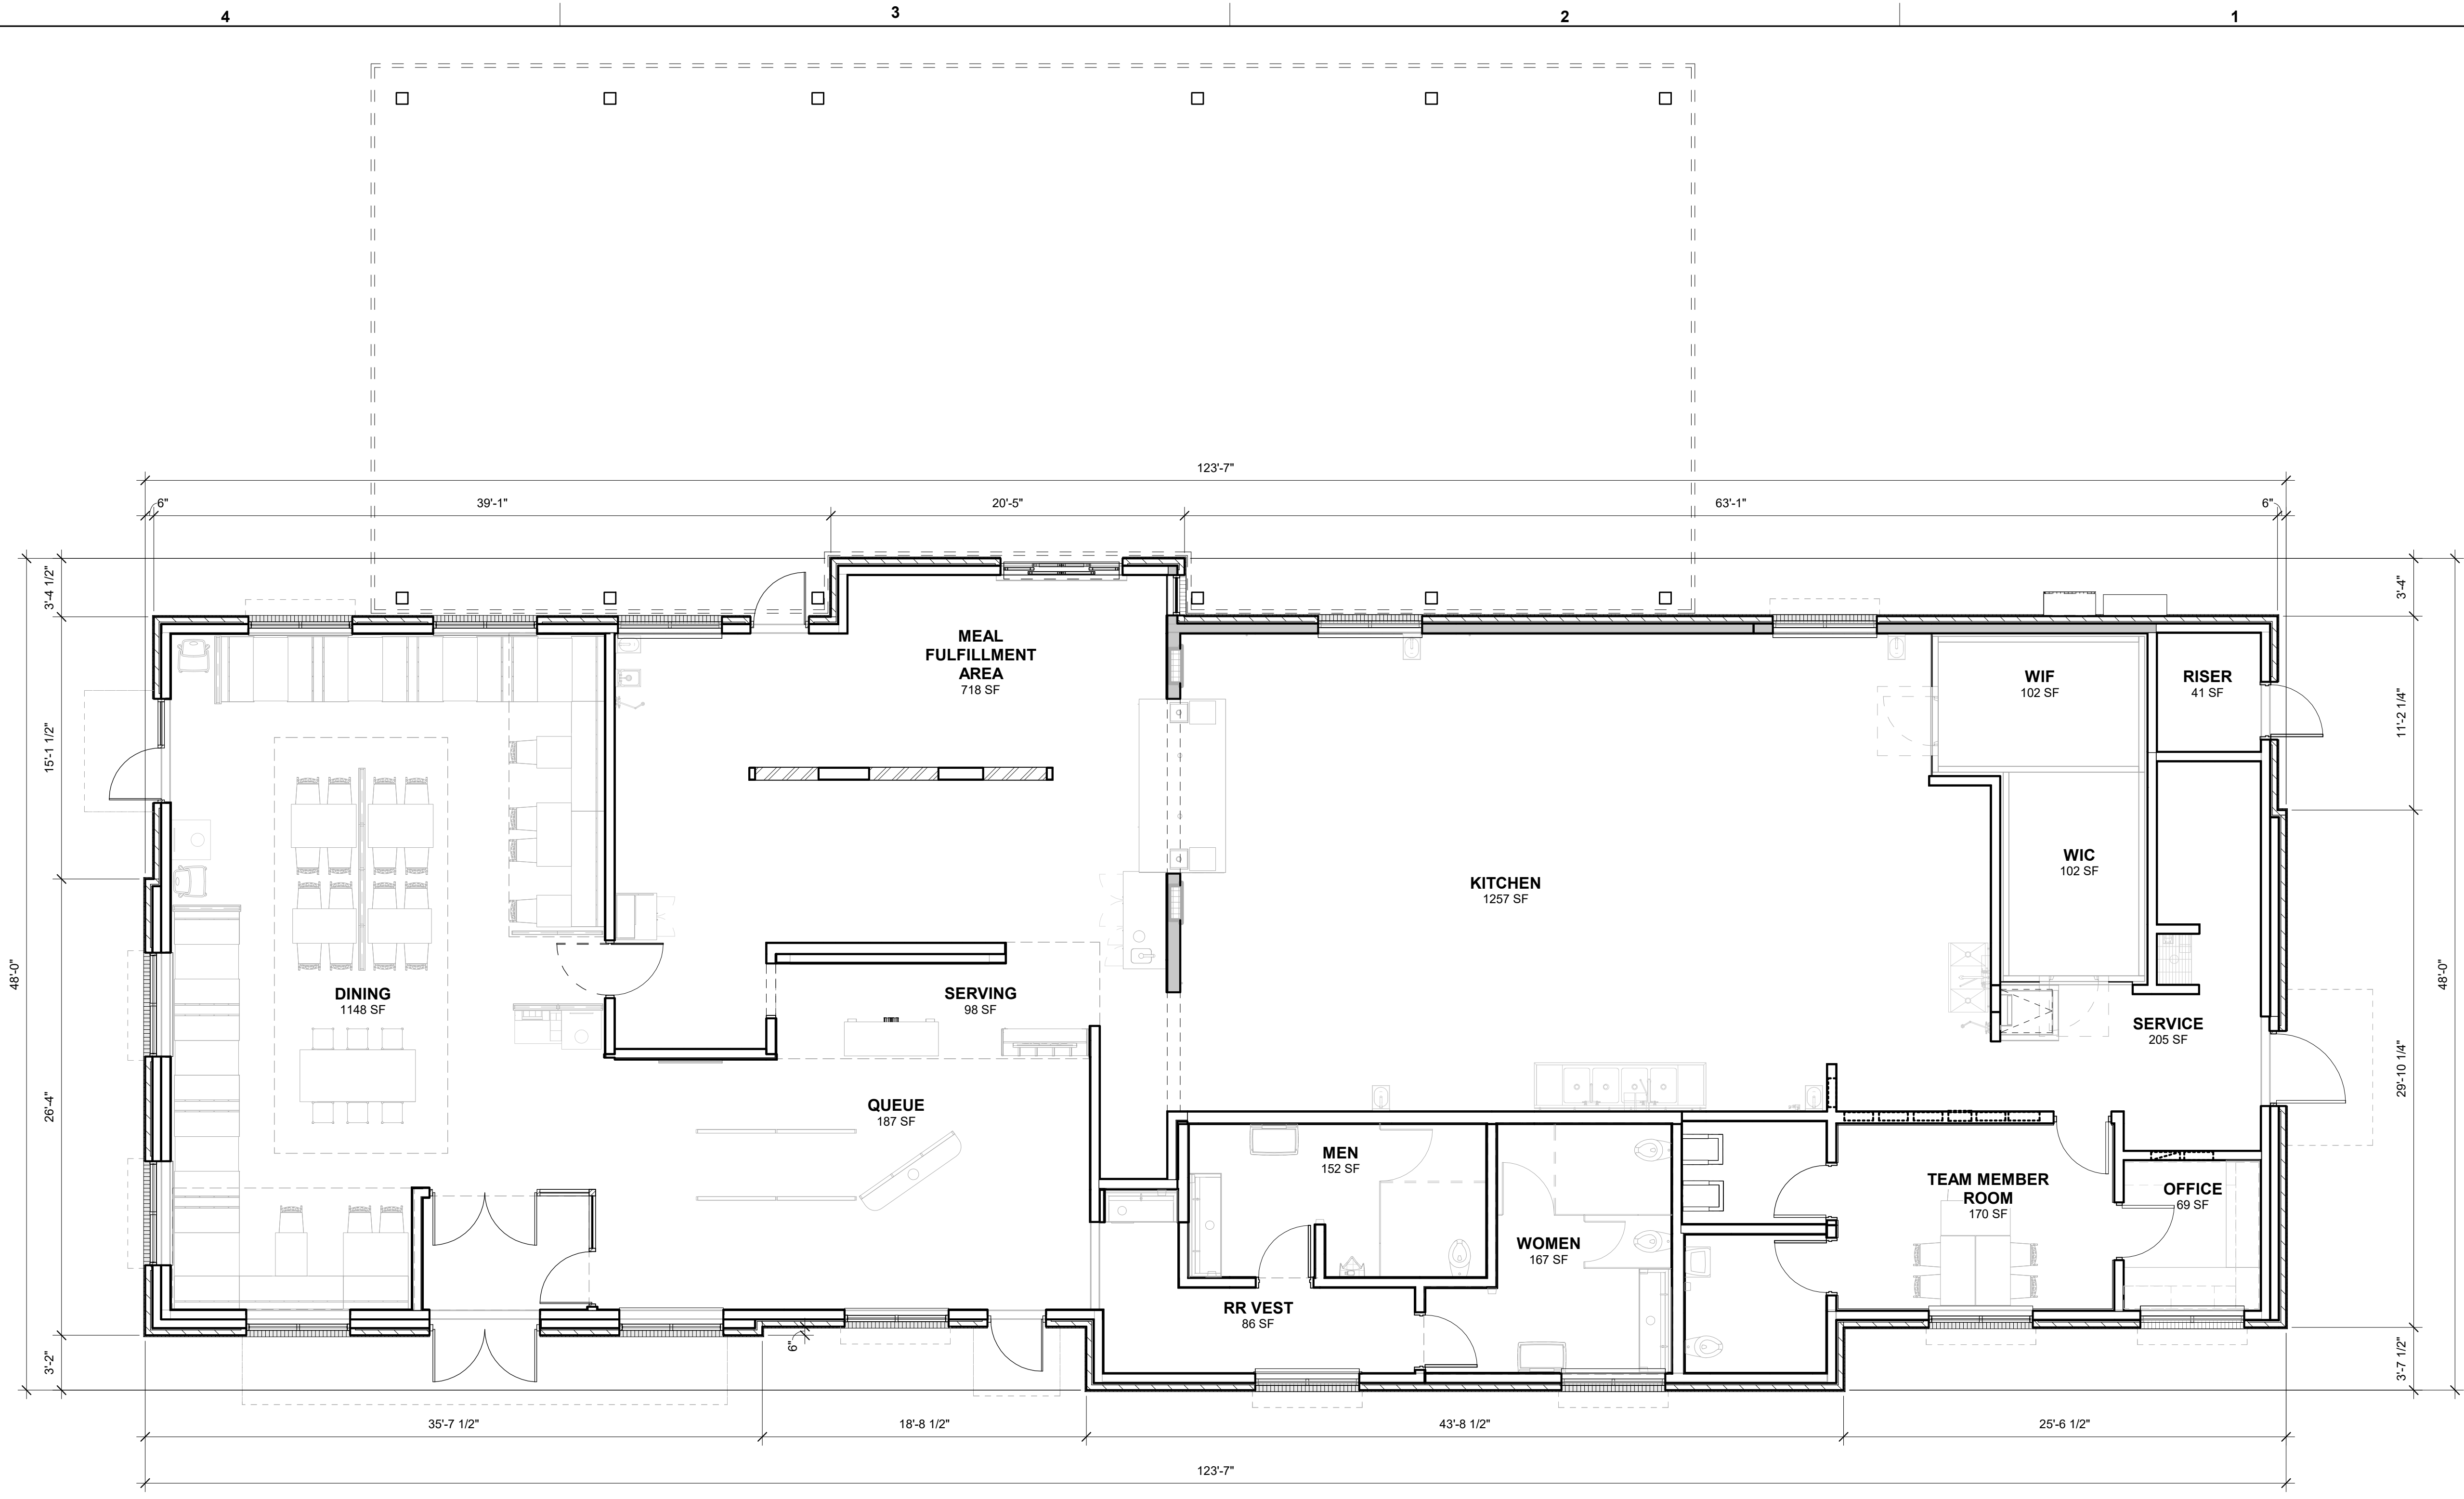 4
3
2
1
123'-7"
6"
39'-1"
20'-5"
63'-1"
6"
3'-4 1/2"
3'-4"
MEAL
FULFILLMENT
AREA
718 SF
WIF
102 SF
RISER
41 SF
15'-1 1/2"
11'-2 1/4"
WIC
102 SF
KITCHEN
1257 SF
48'-0"
48'-0"
DINING
1148 SF
SERVING
98 SF
SERVICE
205 SF
26'-4"
29'-10 1/4"
QUEUE
187 SF
MEN
152 SF
TEAM MEMBER
ROOM
170 SF
OFFICE
69 SF
WOMEN
167 SF
RR VEST
86 SF
6"
3'-2"
3'-7 1/2"
35'-7 1/2"
18'-8 1/2"
43'-8 1/2"
25'-6 1/2"
123'-7"